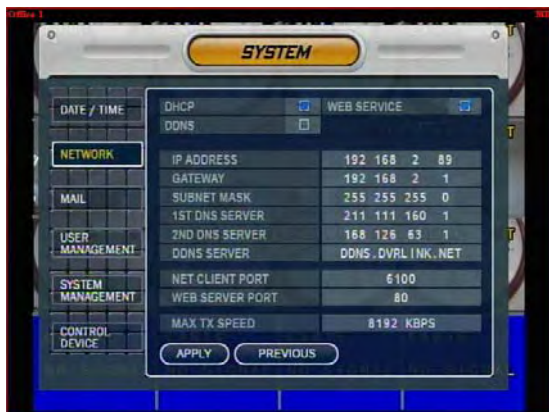 Office 1
SYSTEM
DATE / TIME
NETWORK
MAIL
USER MANAGEMENT
SYSTEM MANAGEMENT
CONTROL DEVICE
DHCP
WEB SERVICE
DDNS
IP ADDRESS 192 168 2 89
GATEWAY 192 168 2 1
SUBNET MASK 255 255 255 0
1ST DNS SERVER 211 111 160 1
2ND DNS SERVER 168 126 63 1
DDNS SERVER DDNS.DVRLINK.NET
NET CLIENT PORT 6100
WEB SERVER PORT 80
MAX TX SPEED 8192 KBPS
APPLY PREVIOUS